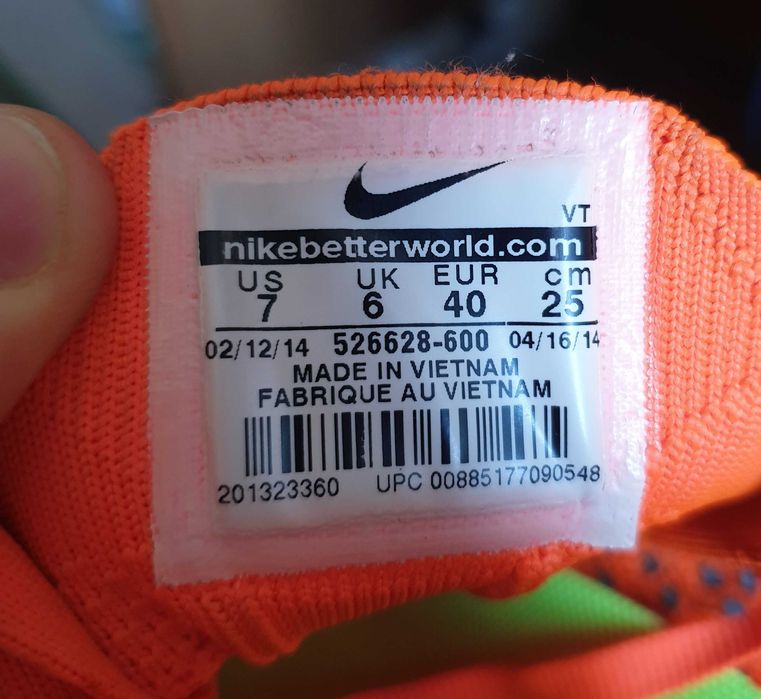 VT
nikebetterworld.com
US UK EUR cm
7 6 40 25
02/12/14 526628-600 04/16/14
MADE IN VIETNAM
FABRIQUE AU VIETNAM
201323360 UPC 00885177090548